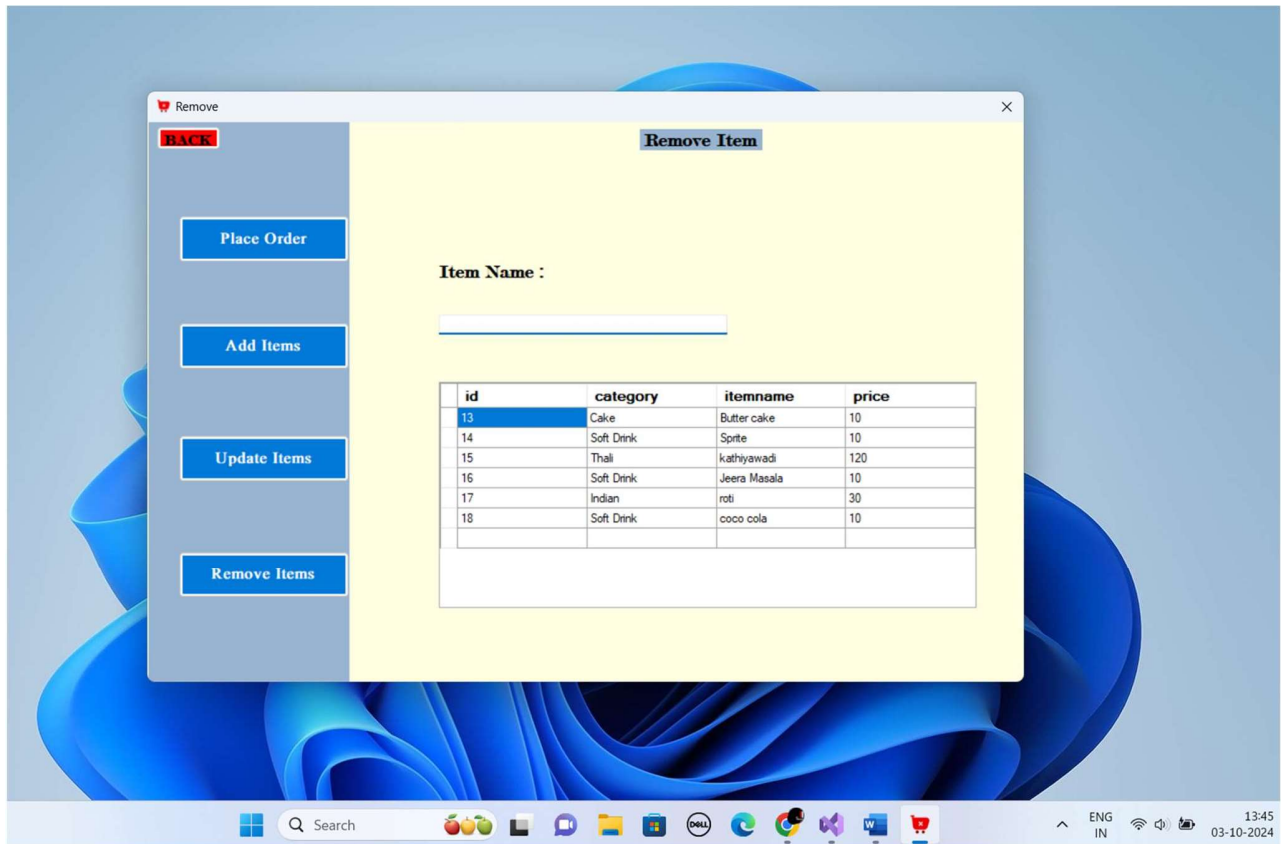 Remove
BACK
Remove Item
Place Order
Item Name :
Add Items
id category itemname price
13 Cake Butter cake 10
14 Soft Drink Sprite 10
15 Thali kathiyawadi 120
16 Soft Drink Jeera Masala 10
17 Indian roti 30
18 Soft Drink coco cola 10
Update Items
Remove Items
Search
DELL
W
ENG
IN
13:45
03-10-2024